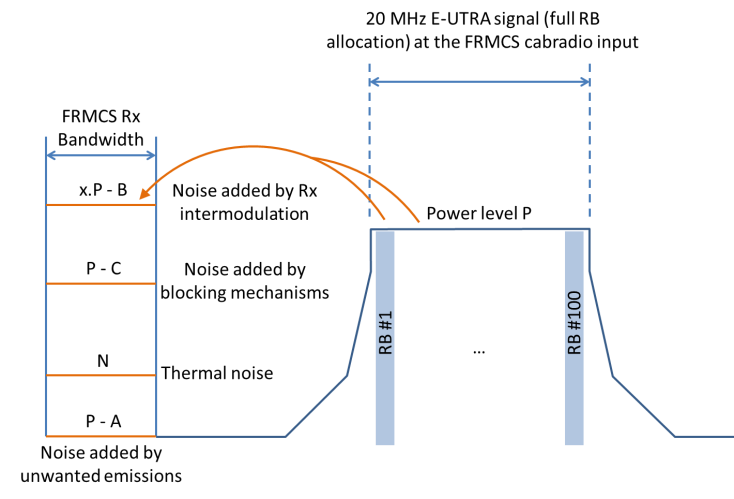 20 MHz E-UTRA signal (full RB
allocation) at the FRMCS cabradio input
FRMCS Rx
Bandwidth
x.P - B
Noise added by Rx
intermodulation
Power level P
P - C
Noise added by
blocking mechanisms
RB #1
...
RB #100
N
Thermal noise
P - A
Noise added by
unwanted emissions